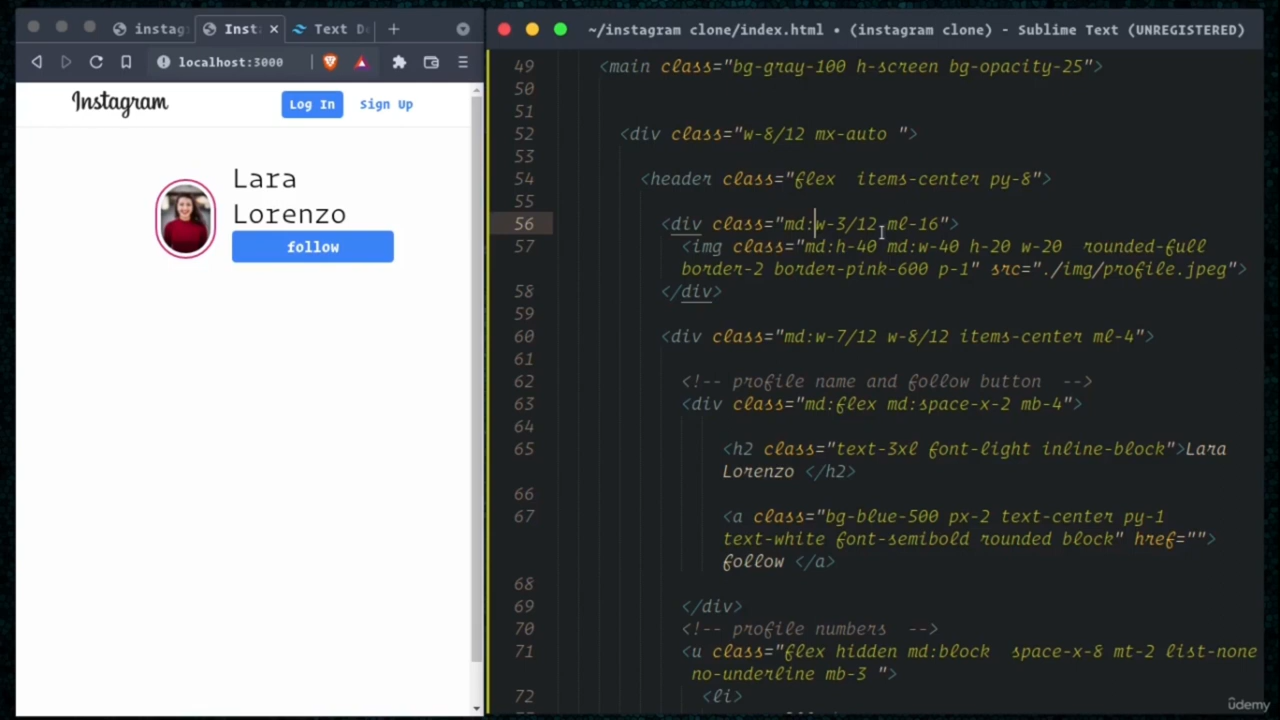 instag
Inst
Text D
localhost:3000
Instagram
Log In
Sign Up
Lara
Lorenzo
follow
~/instagram clone/index.html • (instagram clone) - Sublime Text (UNREGISTERED)
49 <main class="bg-gray-100 h-screen bg-opacity-25">
50
51
52 <div class="w-8/12 mx-auto ">
53
54 <header class="flex  items-center py-8">
55
56 <div class="md:w-3/12 ml-16">
57 <img class="md:h-40 md:w-40 h-20 w-20  rounded-full
border-2 border-pink-600 p-1" src="./img/profile.jpeg">
58 </div>
59
60 <div class="md:w-7/12 w-8/12 items-center ml-4">
61
62 <!-- profile name and follow button  -->
63 <div class="md:flex md:space-x-2 mb-4">
64
65 <h2 class="text-3xl font-light inline-block">Lara
Lorenzo </h2>
66
67 <a class="bg-blue-500 px-2 text-center py-1
text-white font-semibold rounded block" href="">
follow </a>
68
69 </div>
70 <!-- profile numbers  -->
71 <u class="flex hidden md:block  space-x-8 mt-2 list-none
no-underline mb-3 ">
72 <li>
udemy